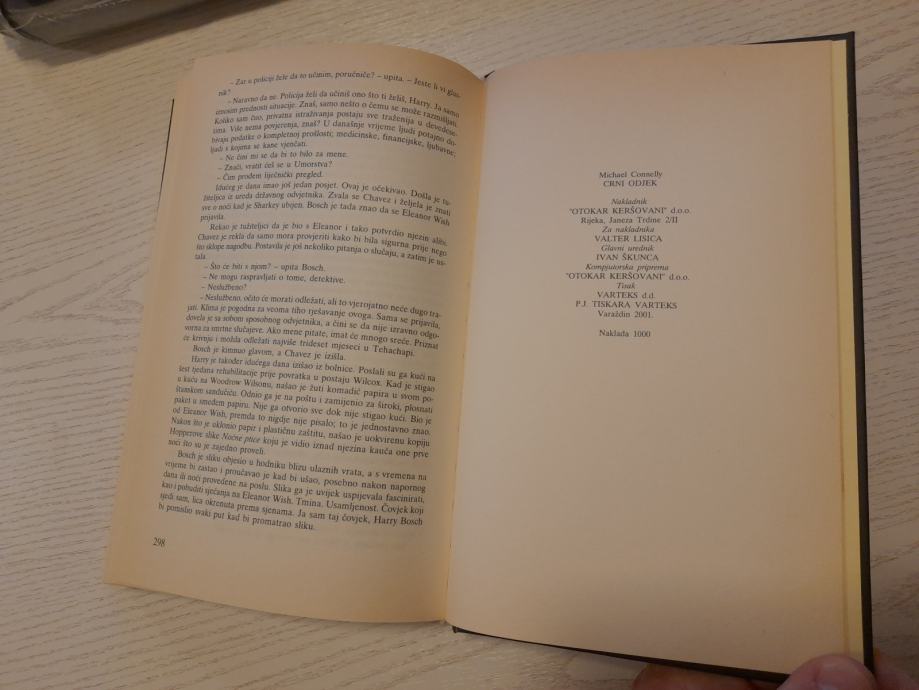 – Zar u policiji žele da to učinim, poručniče? – upita. – Jeste li vi glas-
nik?
– Naravno da ne. Policija želi da učiniš ono što ti želiš, Harry. Ja samo
iznosim prednosti situacije. Znaš, samo nešto o čemu se može razmišljati.
Koliko sam čuo, privatna istraživanja postaju sve traženija u devedese-
tima. Više nema povjerenja, znaš? U današnje vrijeme ljudi potajno do-
bivaju podatke o kompletnoj prošlosti; medicinske, financijske, ljubavne;
ljudi s kojima se kane vjenčati.
– Ne čini mi se da bi to bilo za mene.
– Znači, vratit ćeš se u Umorstva?
– Čim prođem liječnički pregled.
Idućeg je dana imao još jedan posjet. Ovaj je očekivao. Došla je tu-
žiteljica iz ureda državnog odvjetnika. Zvala se Chavez i željela je znati
sve o noći kad je Sharkey ubijen. Bosch je tada znao da se Eleanor Wish
prijavila.
Rekao je tužiteljici da je bio s Eleanor i tako potvrdio njezin alibi.
Chavez je rekla da samo mora provjeriti kako bi bila sigurna prije nego
što sklope nagodbu. Postavila je još nekoliko pitanja o slučaju, a zatim je us-
tala.
– Što će biti s njom? – upita Bosch.
– Ne mogu raspravljati o tome, detektive.
– Neslužbeno?
– Neslužbeno, očito će morati odležati, ali to vjerojatno neće dugo tra-
jati. Klima je pogodna za veoma tiho rješavanje ovoga. Sama se prijavila,
dovela je sa sobom sposobnog odvjetnika, a čini se da nije izravno odgo-
vorna za smrtne slučajeve. Ako mene pitate, imat će mnogo sreće. Priznat
će krivnju i možda odležati najviše trideset mjeseci u Tehachapi.
Bosch je kimnuo glavom, a Chavez je izišla.
Harry je također idućega dana izišao iz bolnice. Poslali su ga kući na
šest tjedana rehabilitacije prije povratka u postaju Wilcox. Kad je stigao
u kuću na Woodrow Wilsonu, našao je žuti komadić papira u svom po-
štanskom sandučiću. Odnio ga je na poštu i zamijenio za široki, plosnati
paket u smeđem papiru. Nije ga otvorio sve dok nije stigao kući. Bio je
od Eleanor Wish, premda to nigdje nije pisalo; to je jednostavno znao.
Nakon što je uklonio papir i plastičnu zaštitu, našao je uokvirenu kopiju
Hopperove slike Noćne ptice koju je vidio iznad njezina kauča one prve
noći što su je zajedno proveli.
Bosch je sliku objesio u hodniku blizu ulaznih vrata, a s vremena na
vrijeme bi zastao i proučavao je kad bi ušao, posebno nakon napornog
dana ili noći provedene na poslu. Slika ga je uvijek uspijevala fascinirati,
kao i pobuditi sjećanja na Eleanor Wish. Tmina. Usamljenost. Čovjek koji
sjedi sam, lica okrenuta prema sjenama. Ja sam taj čovjek, Harry Bosch
bi pomislio svaki put kad bi promatrao sliku.
298
Michael Connelly
CRNI ODJEK
Nakladnik
"OTOKAR KERŠOVANI" d.o.o.
Rijeka, Janeza Trdine 2/II
Za nakladnika
VALTER LISICA
Glavni urednik
IVAN ŠKUNCA
Kompjutorska priprema
"OTOKAR KERŠOVANI" d.o.o.
Tisak
VARTEKS d.d.
P.J. TISKARA VARTEKS
Varaždin 2001.
Naklada 1000